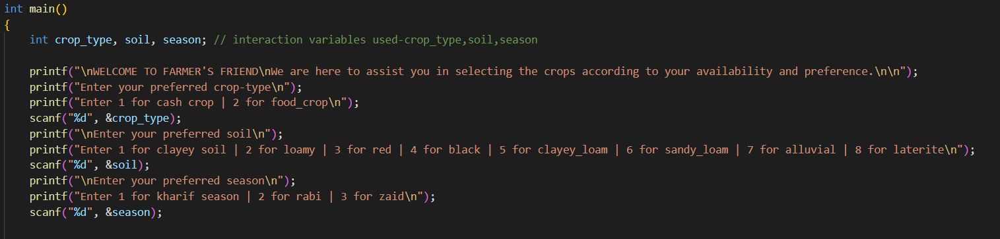 int main()
{
    int crop_type, soil, season; // interaction variables used-crop_type,soil,season
    printf("\nWELCOME TO FARMER'S FRIEND\nWe are here to assist you in selecting the crops according to your availability and preference.\n\n");
    printf("Enter your preferred crop-type\n");
    printf("Enter 1 for cash crop | 2 for food_crop\n");
    scanf("%d", &crop_type);
    printf("\nEnter your preferred soil\n");
    printf("Enter 1 for clayey soil | 2 for loamy | 3 for red | 4 for black | 5 for clayey_loam | 6 for sandy_loam | 7 for alluvial | 8 for laterite\n");
    scanf("%d", &soil);
    printf("\nEnter your preferred season\n");
    printf("Enter 1 for kharif season | 2 for rabi | 3 for zaid\n");
    scanf("%d", &season);